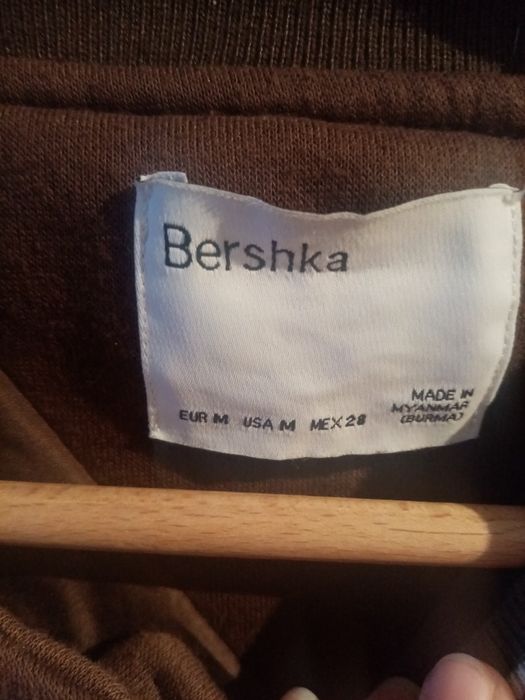 Bershka
EUR M USA M MEX 28
MADE IN
MYANMAR
(BURMA)